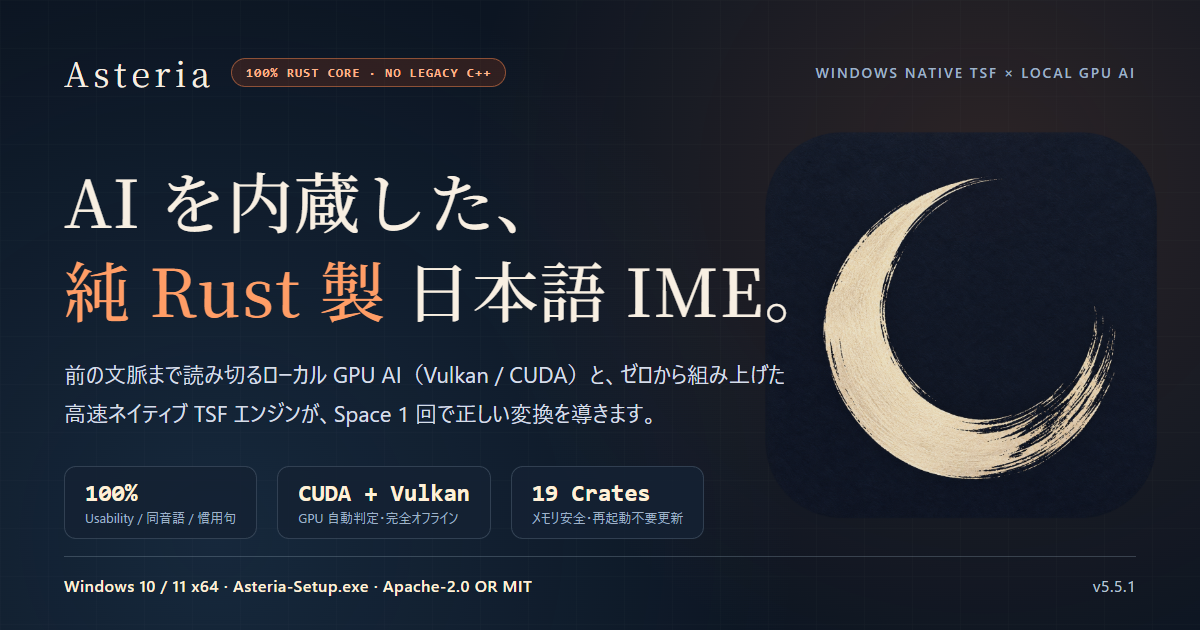 Asteria
100% RUST CORE · NO LEGACY C++
WINDOWS NATIVE TSF × LOCAL GPU AI
AI を内蔵した、
純 Rust 製 日本語 IME。
前の文脈まで読み切るローカル GPU AI（Vulkan / CUDA）と、ゼロから組み上げた
高速ネイティブ TSF エンジンが、Space 1 回で正しい変換を導きます。
100%
Usability / 同音語 / 慣用句
CUDA + Vulkan
GPU 自動判定・完全オフライン
19 Crates
メモリ安全・再起動不要更新
Windows 10 / 11 x64 · Asteria-Setup.exe · Apache-2.0 OR MIT
v5.5.1